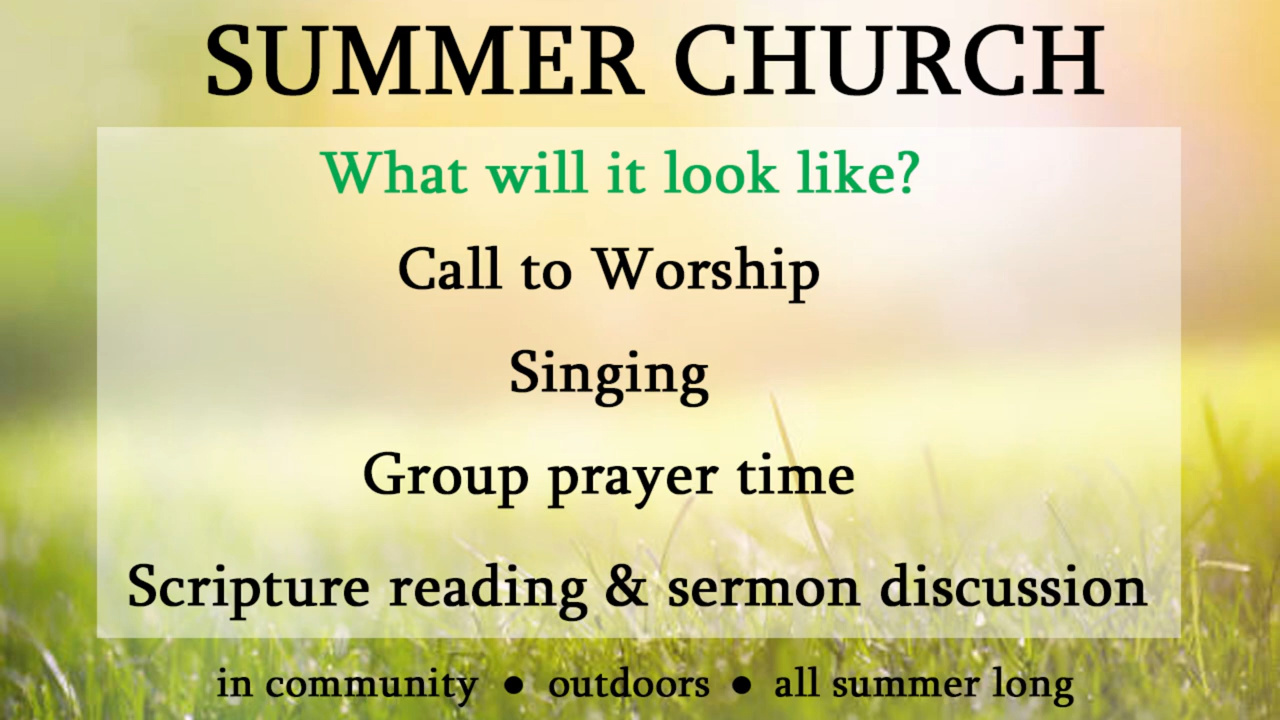 SUMMER CHURCH
What will it look like?
Call to Worship
Singing
Group prayer time
Scripture reading & sermon discussion
in community ● outdoors ● all summer long